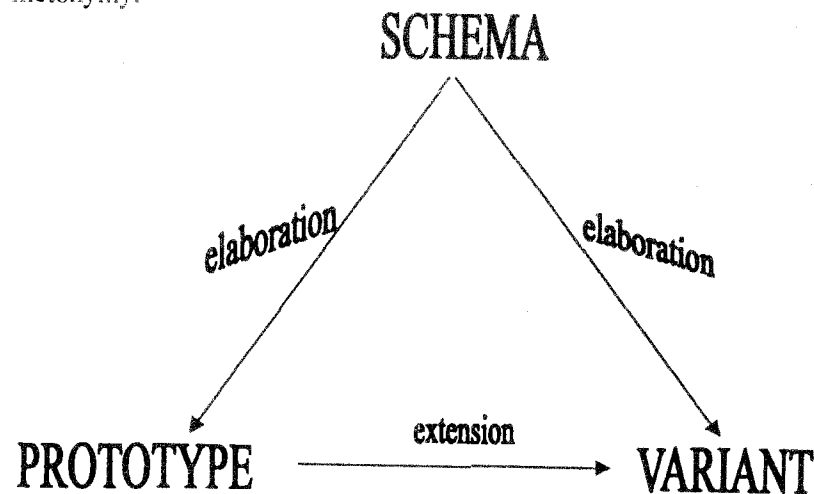 SCHEMA
elaboration
elaboration
extension
PROTOTYPE
VARIANT